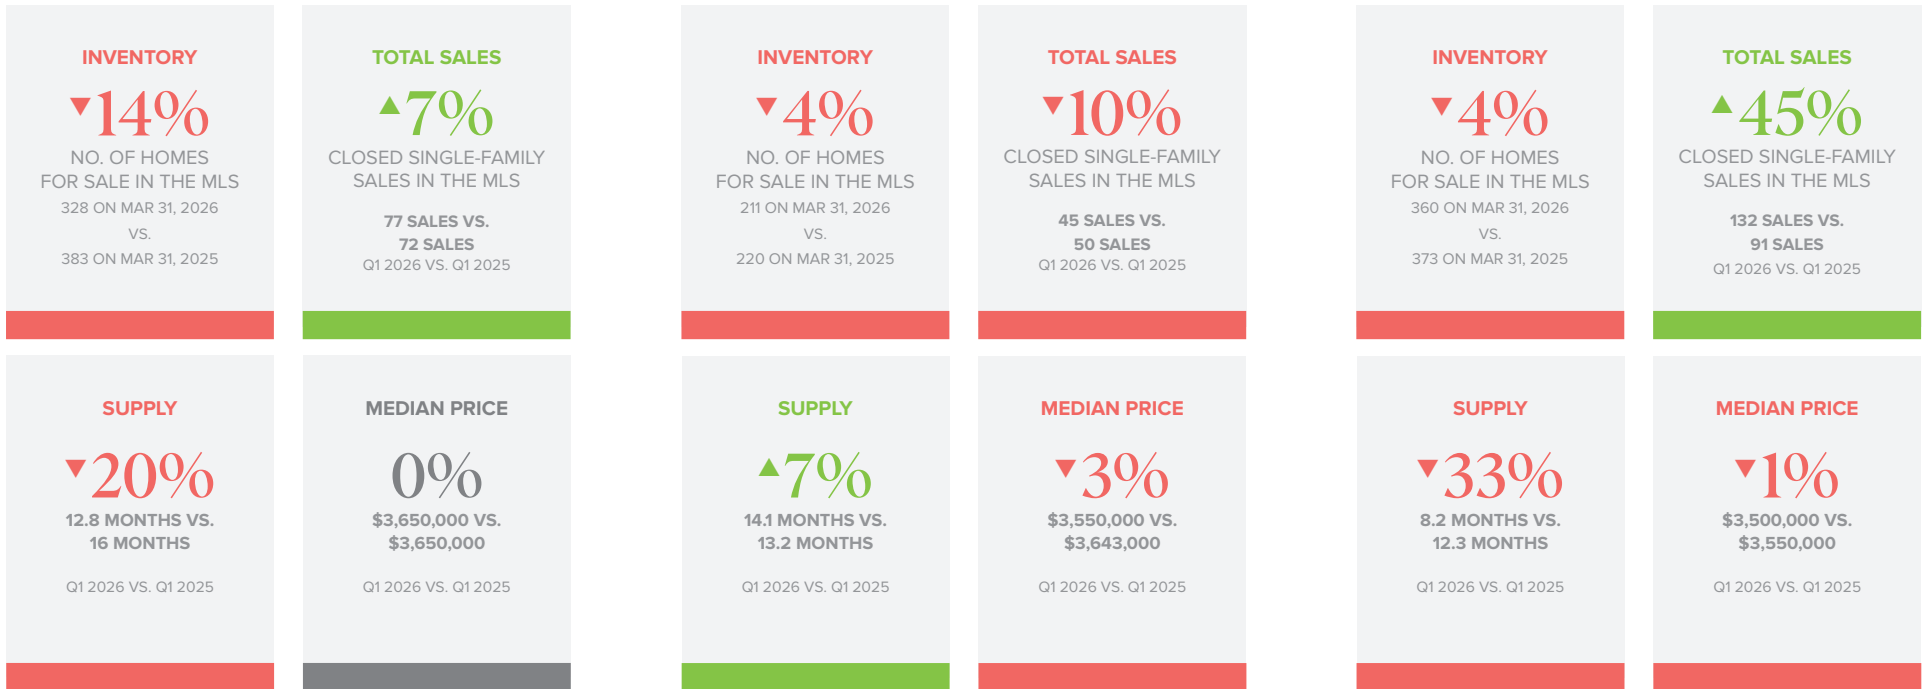 INVENTORY
▼14%
NO. OF HOMES
FOR SALE IN THE MLS
328 ON MAR 31, 2026
VS.
383 ON MAR 31, 2025
TOTAL SALES
▲7%
CLOSED SINGLE-FAMILY
SALES IN THE MLS
77 SALES VS.
72 SALES
Q1 2026 VS. Q1 2025
SUPPLY
▼20%
12.8 MONTHS VS.
16 MONTHS
Q1 2026 VS. Q1 2025
MEDIAN PRICE
0%
$3,650,000 VS.
$3,650,000
Q1 2026 VS. Q1 2025
INVENTORY
▼4%
NO. OF HOMES
FOR SALE IN THE MLS
211 ON MAR 31, 2026
VS.
220 ON MAR 31, 2025
TOTAL SALES
▼10%
CLOSED SINGLE-FAMILY
SALES IN THE MLS
45 SALES VS.
50 SALES
Q1 2026 VS. Q1 2025
SUPPLY
▲7%
14.1 MONTHS VS.
13.2 MONTHS
Q1 2026 VS. Q1 2025
MEDIAN PRICE
▼3%
$3,550,000 VS.
$3,643,000
Q1 2026 VS. Q1 2025
INVENTORY
▼4%
NO. OF HOMES
FOR SALE IN THE MLS
360 ON MAR 31, 2026
VS.
373 ON MAR 31, 2025
TOTAL SALES
▲45%
CLOSED SINGLE-FAMILY
SALES IN THE MLS
132 SALES VS.
91 SALES
Q1 2026 VS. Q1 2025
SUPPLY
▼33%
8.2 MONTHS VS.
12.3 MONTHS
Q1 2026 VS. Q1 2025
MEDIAN PRICE
▼1%
$3,500,000 VS.
$3,550,000
Q1 2026 VS. Q1 2025